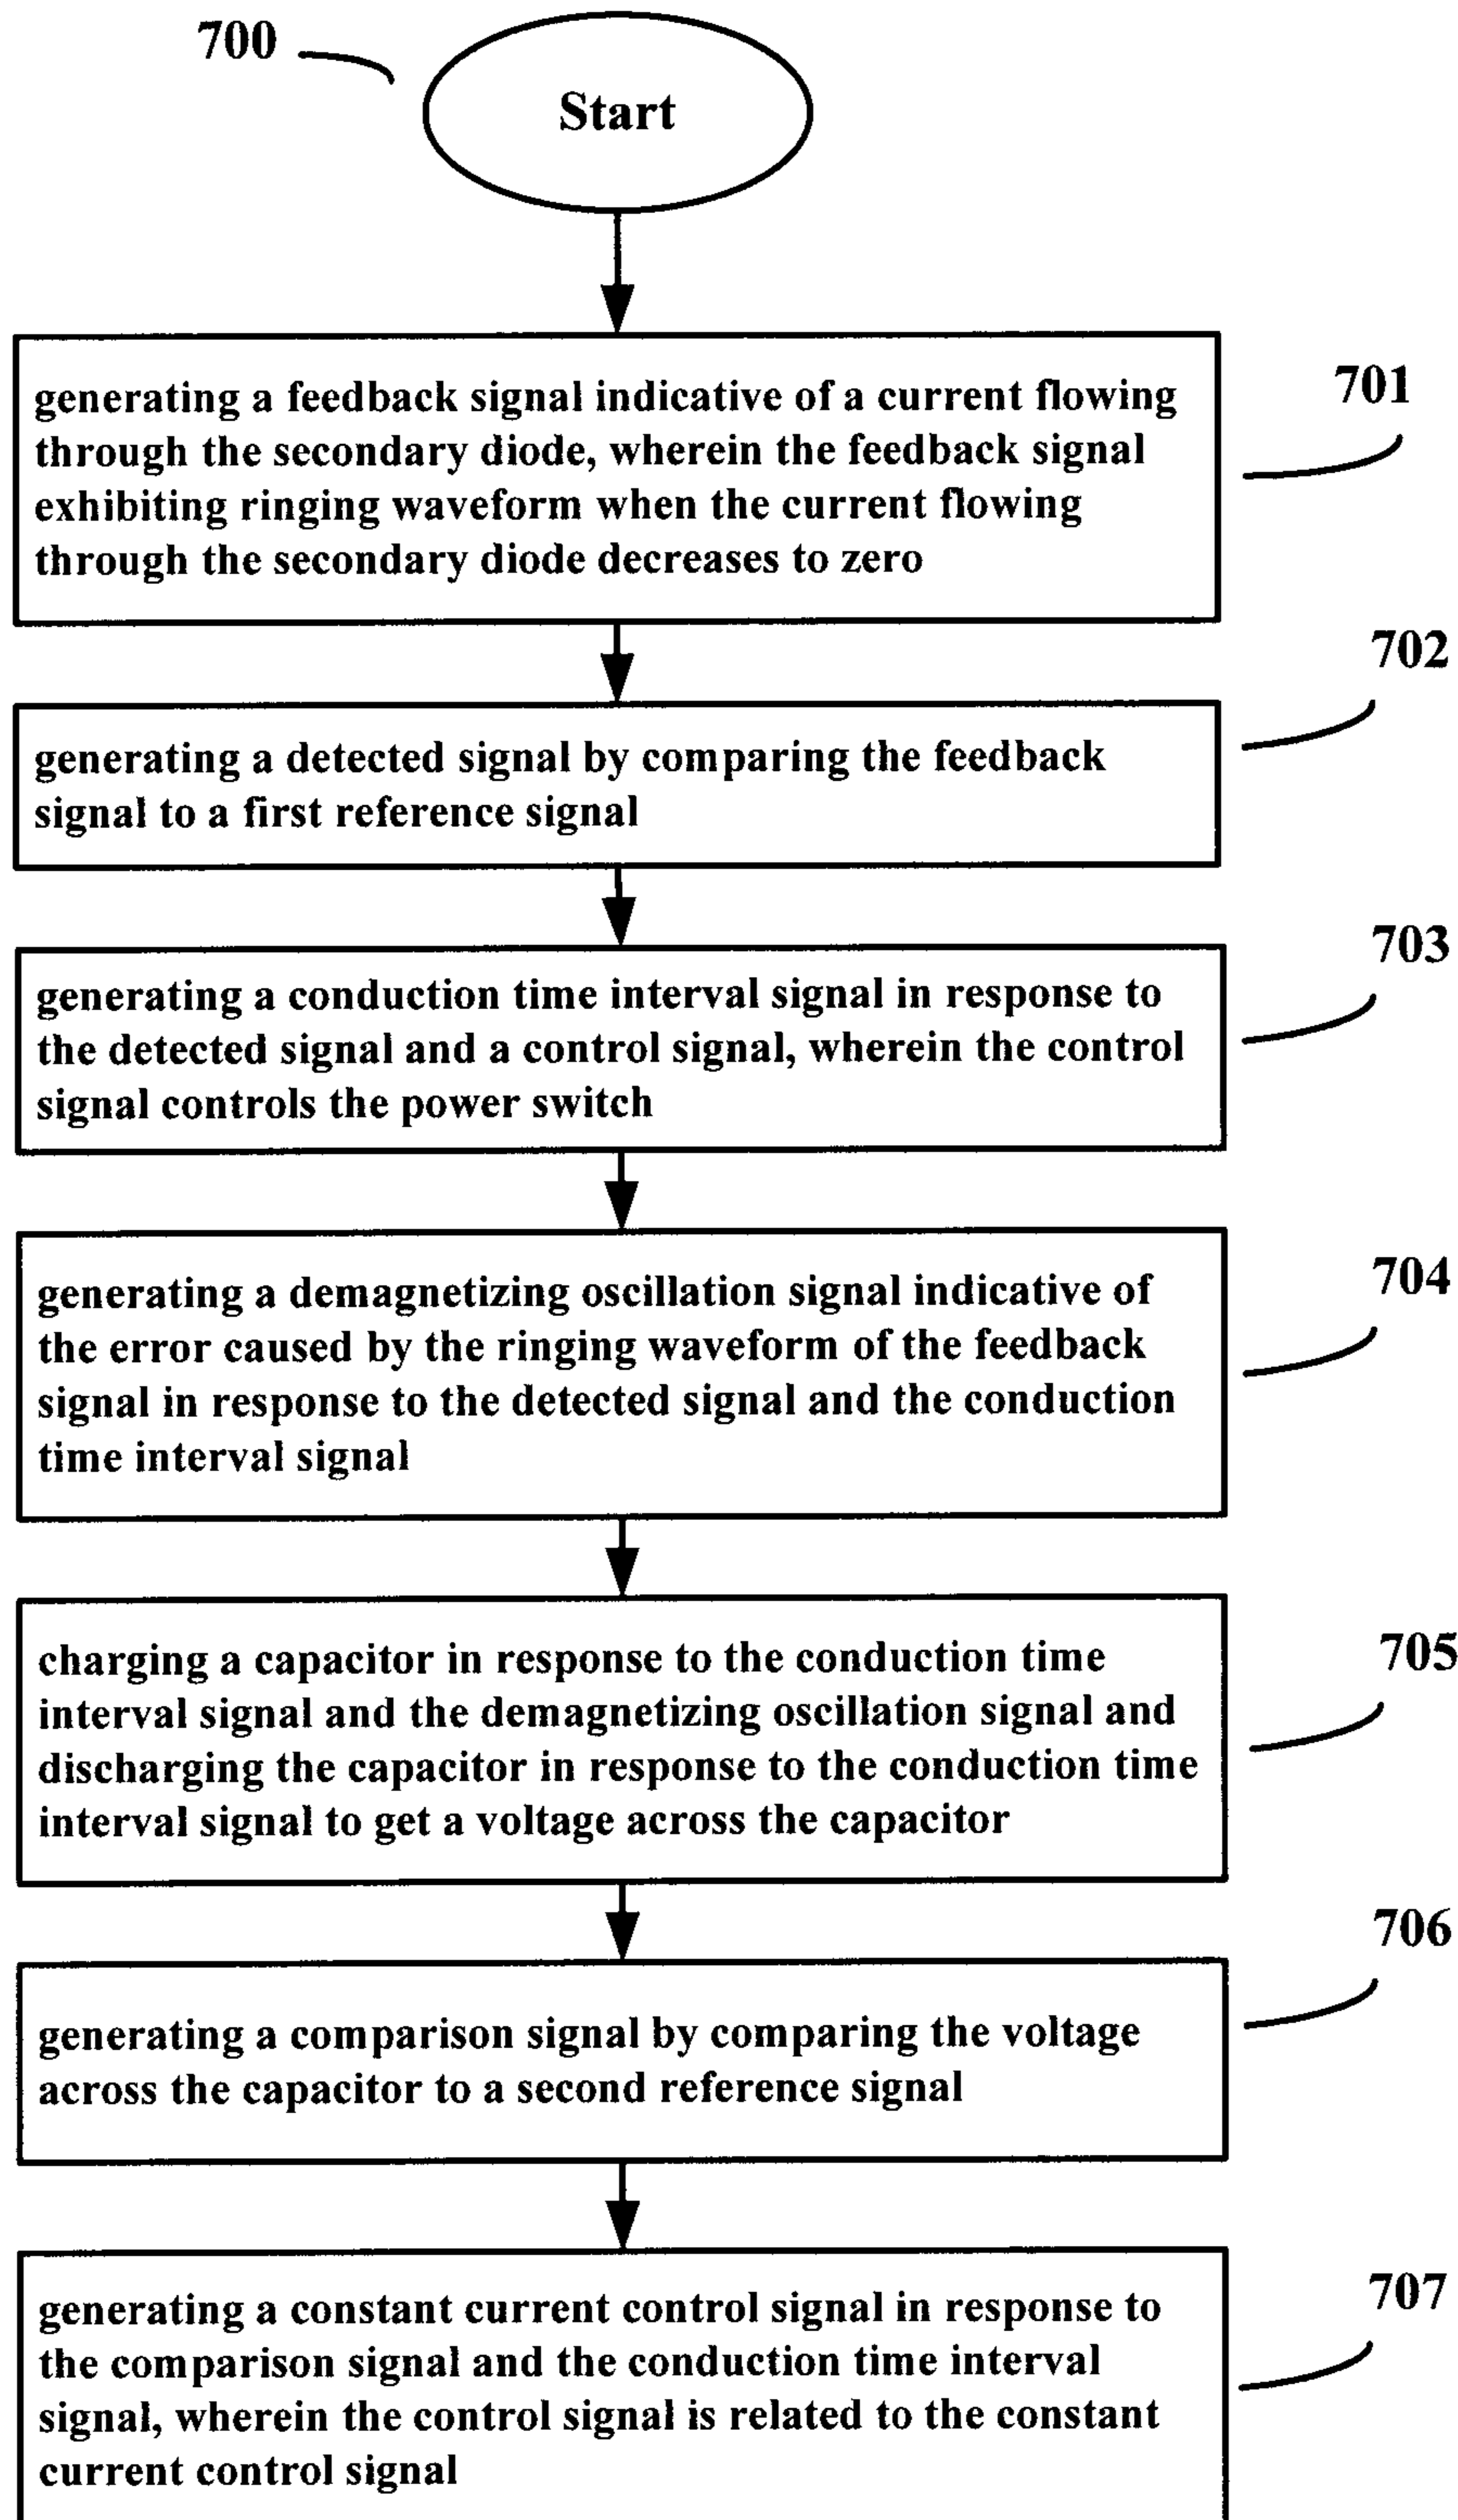 700
Start
generating a feedback signal indicative of a current flowing
through the secondary diode, wherein the feedback signal
exhibiting ringing waveform when the current flowing
through the secondary diode decreases to zero
701
702
generating a detected signal by comparing the feedback
signal to a first reference signal
703
generating a conduction time interval signal in response to
the detected signal and a control signal, wherein the control
signal controls the power switch
704
generating a demagnetizing oscillation signal indicative of
the error caused by the ringing waveform of the feedback
signal in response to the detected signal and the conduction
time interval signal
705
charging a capacitor in response to the conduction time
interval signal and the demagnetizing oscillation signal and
discharging the capacitor in response to the conduction time
interval signal to get a voltage across the capacitor
706
generating a comparison signal by comparing the voltage
across the capacitor to a second reference signal
707
generating a constant current control signal in response to
the comparison signal and the conduction time interval
signal, wherein the control signal is related to the constant
current control signal